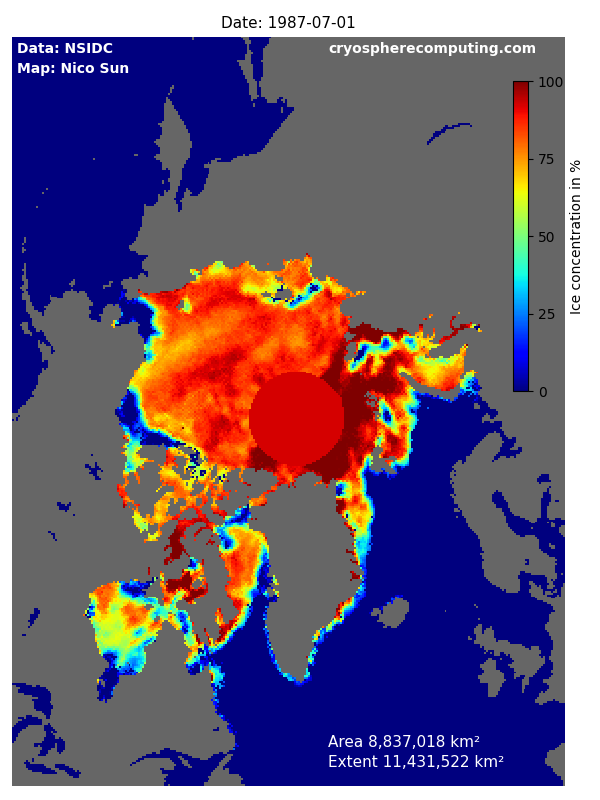 Date: 1987-07-01
Data: NSIDC
cryospherecomputing.com
Map: Nico Sun
100
75
50
25
0
Ice concentration in %
Area 8,837,018 km²
Extent 11,431,522 km²